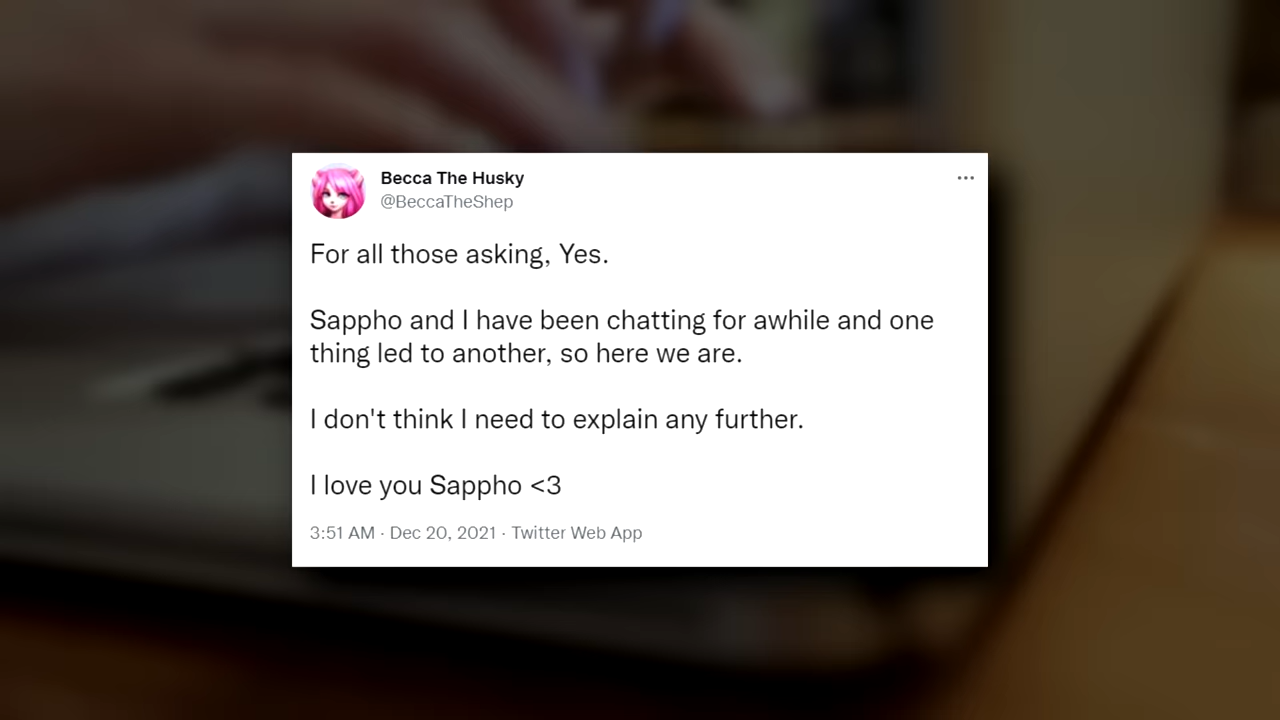 Becca The Husky
@BeccaTheShep
For all those asking, Yes.
Sappho and I have been chatting for awhile and one
thing led to another, so here we are.
I don't think I need to explain any further.
I love you Sappho <3
3:51 AM · Dec 20, 2021 · Twitter Web App